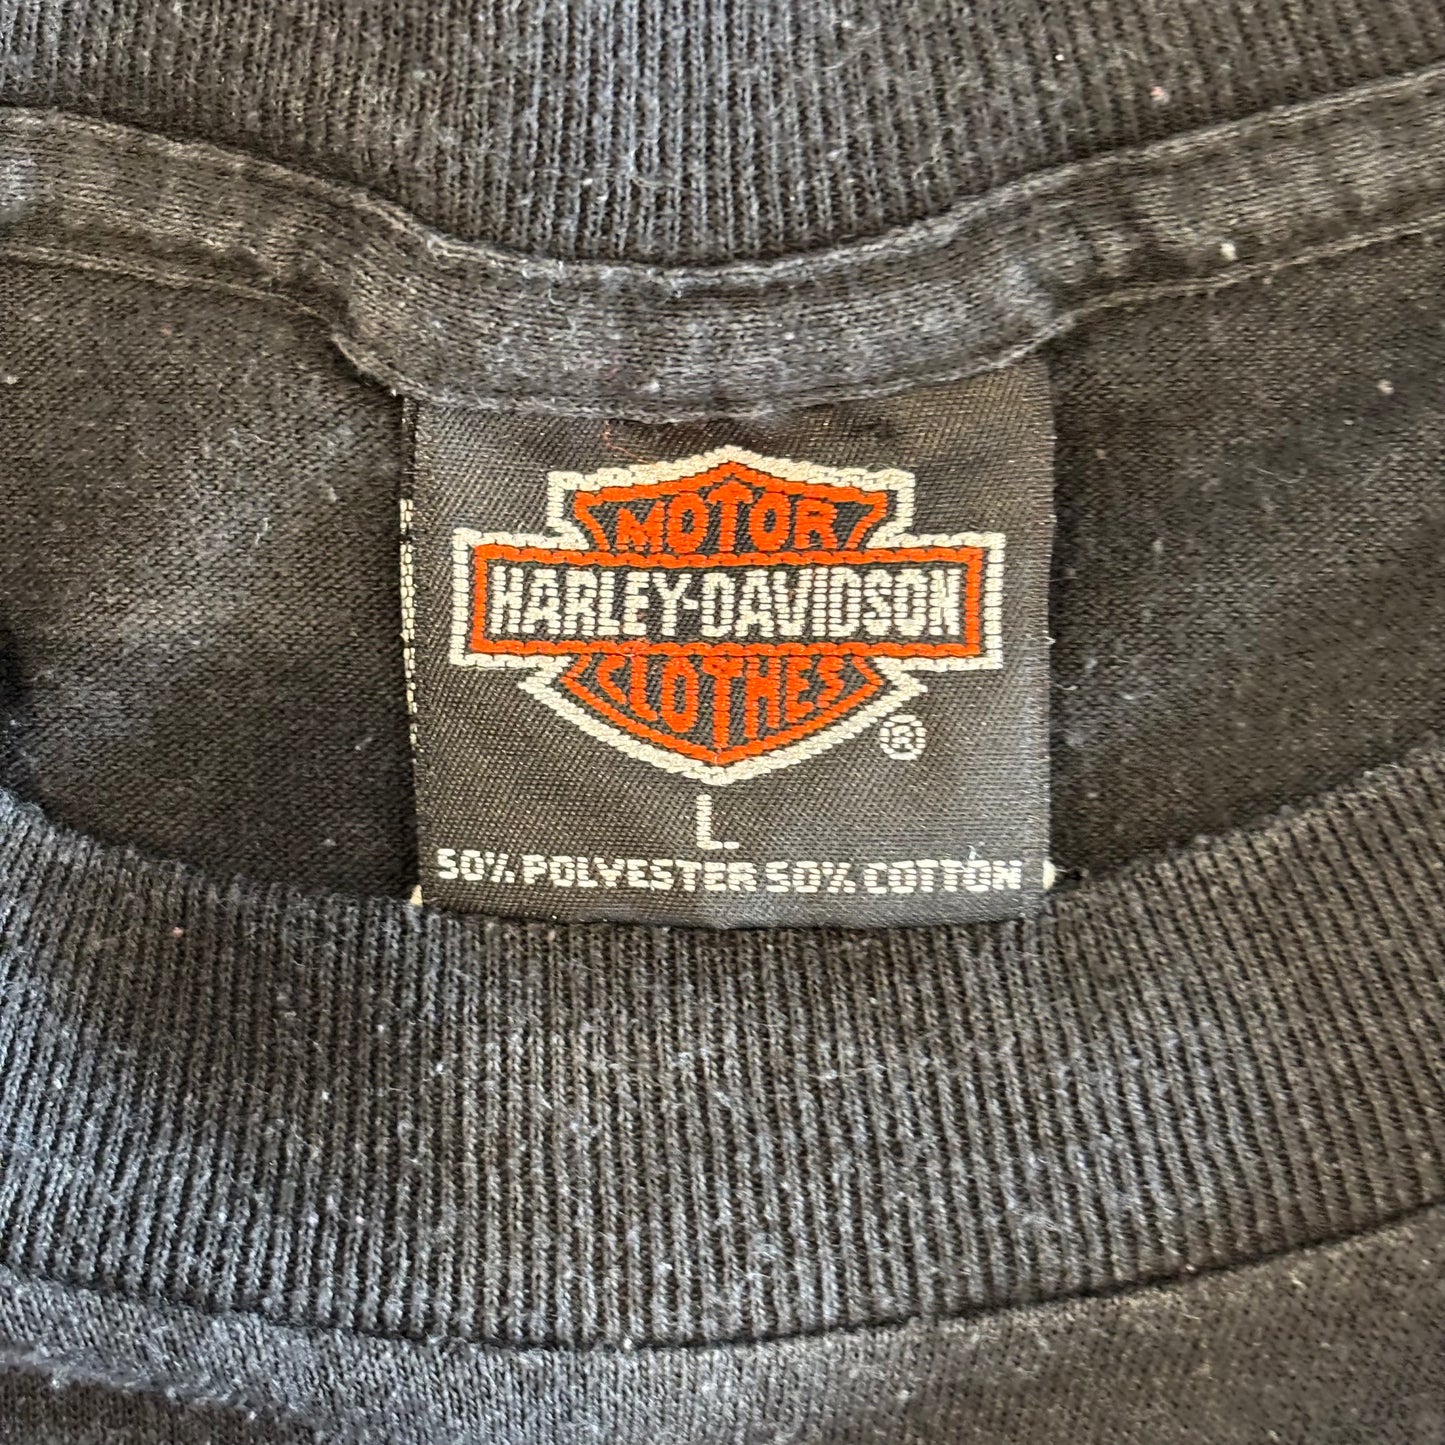 MOTOR
HARLEY-DAVIDSON
CLOTHES
®
L
50% POLYESTER 50% COTTON